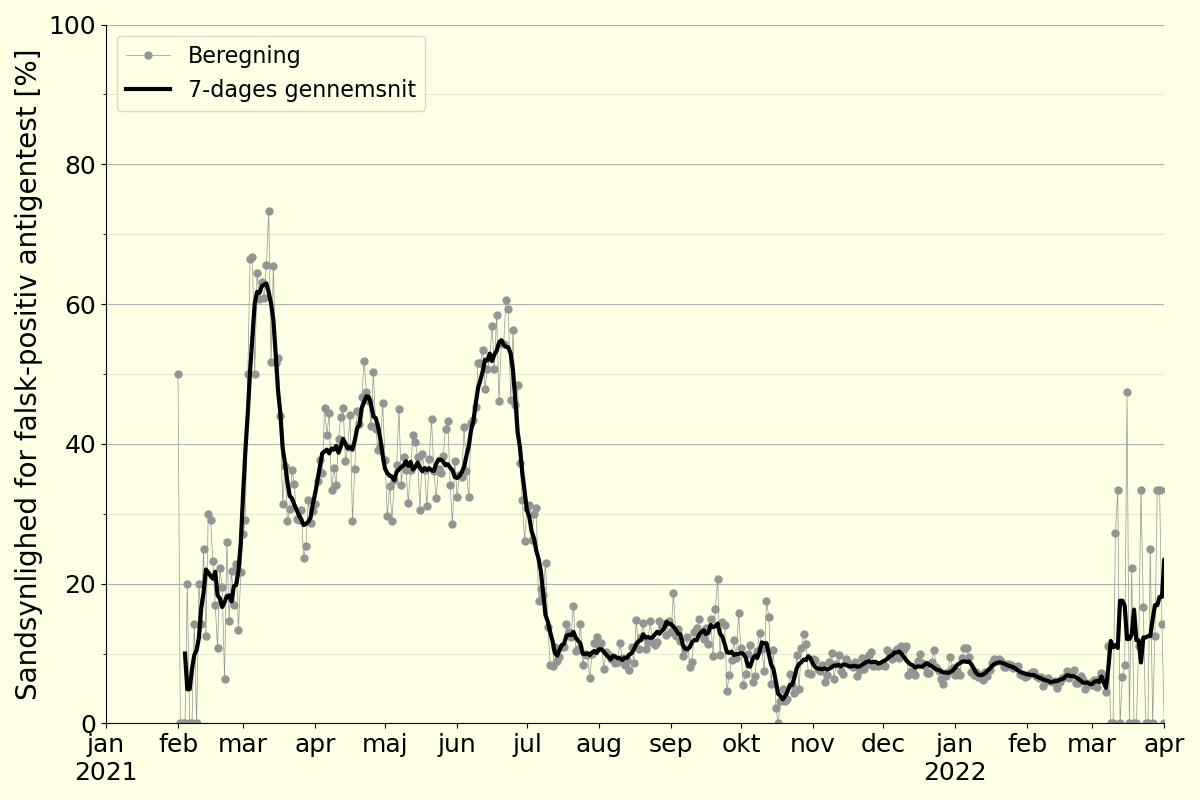 Sandsynlighed for falsk-positiv antigentest [%]
100
80
60
40
20
0
Beregning
7-dages gennemsnit
jan feb mar apr maj jun jul aug sep okt nov dec jan feb mar apr
2021 2022